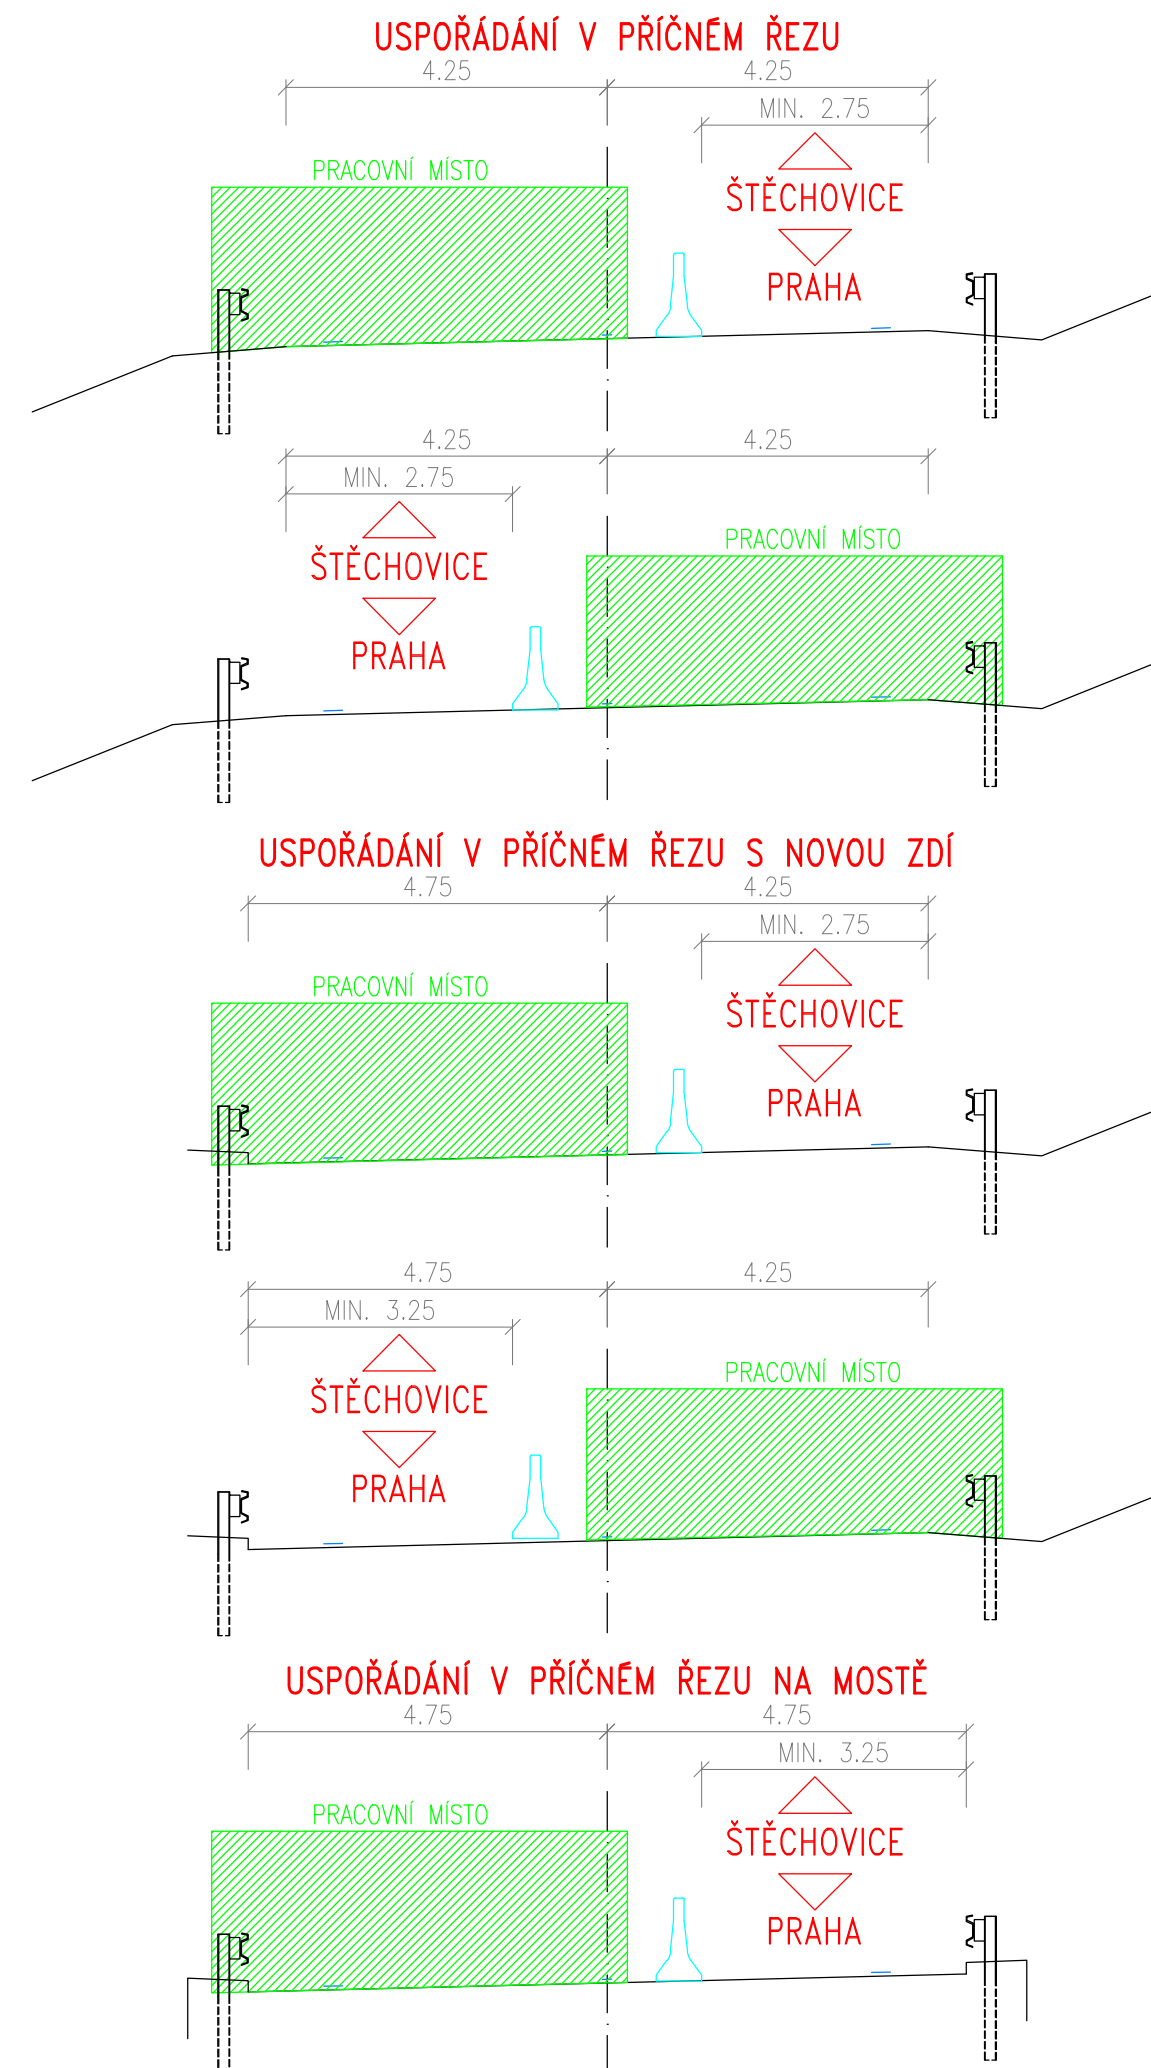 USPOŘÁDÁNÍ V PŘÍČNÉM ŘEZU
4.25 4.25
MIN. 2.75
PRACOVNÍ MÍSTO
ŠTĚCHOVICE
PRAHA
4.25 4.25
MIN. 2.75
ŠTĚCHOVICE
PRAHA
PRACOVNÍ MÍSTO
USPOŘÁDÁNÍ V PŘÍČNÉM ŘEZU S NOVOU ZDÍ
4.75 4.25
MIN. 2.75
PRACOVNÍ MÍSTO
ŠTĚCHOVICE
PRAHA
4.75 4.25
MIN. 3.25
ŠTĚCHOVICE
PRAHA
PRACOVNÍ MÍSTO
USPOŘÁDÁNÍ V PŘÍČNÉM ŘEZU NA MOSTĚ
4.75 4.75
MIN. 3.25
PRACOVNÍ MÍSTO
ŠTĚCHOVICE
PRAHA